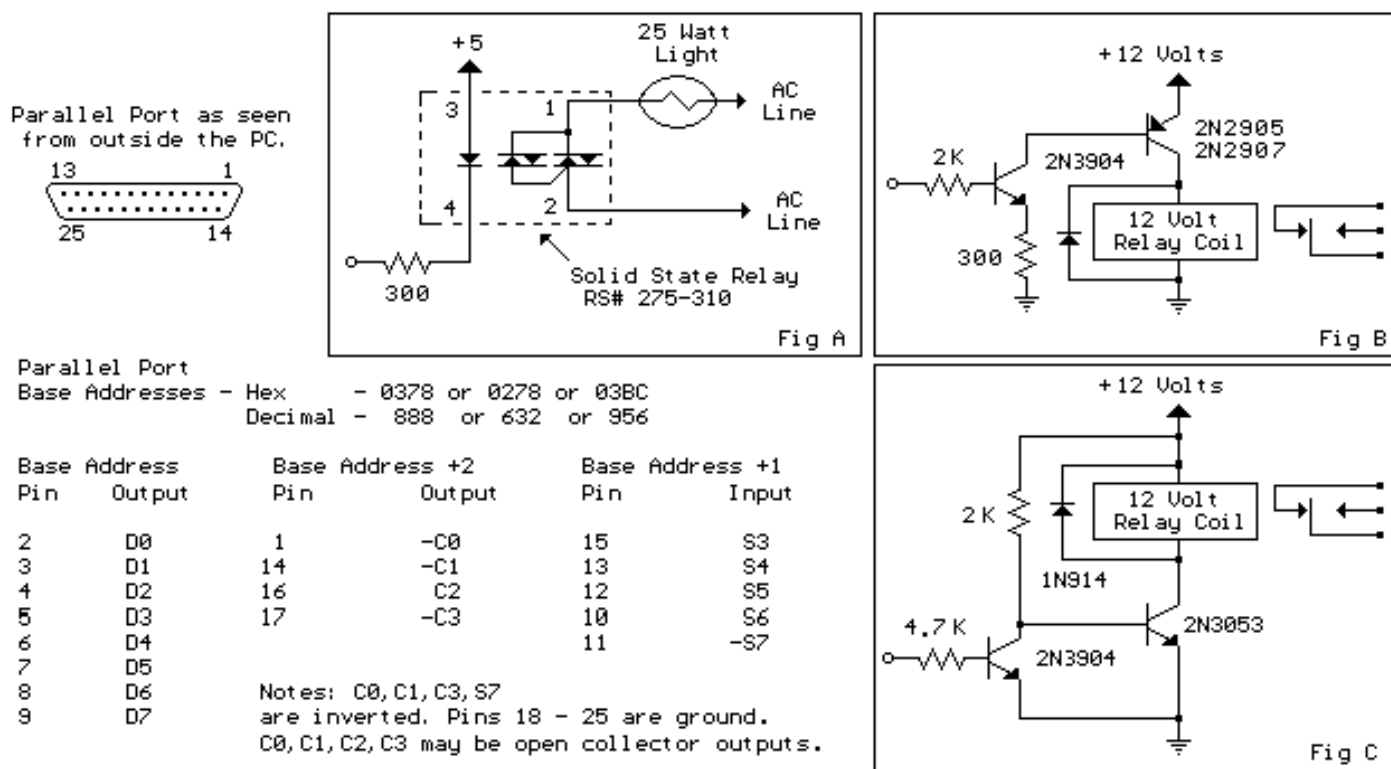 Parallel Port as seen
from outside the PC.
13 1
25 14
+5
25 Watt
Light
3 1
AC
Line
4 2
AC
Line
300
Solid State Relay
RS# 275-310
Fig A
+12 Volts
2N2905
2N2907
2K
2N3904
12 Volt
Relay Coil
300
Fig B
Parallel Port
Base Addresses - Hex - 0378 or 0278 or 03BC
Decimal - 888 or 632 or 956
Base Address Base Address +2 Base Address +1
Pin Output Pin Output Pin Input
2 D0 1 -C0 15 S3
3 D1 14 -C1 13 S4
4 D2 16 C2 12 S5
5 D3 17 -C3 10 S6
6 D4 11 -S7
7 D5
8 D6
9 D7
Notes: C0,C1,C3,S7
are inverted. Pins 18 - 25 are ground.
C0,C1,C2,C3 may be open collector outputs.
+12 Volts
12 Volt
Relay Coil
2K
1N914
2N3053
4.7K
2N3904
Fig C